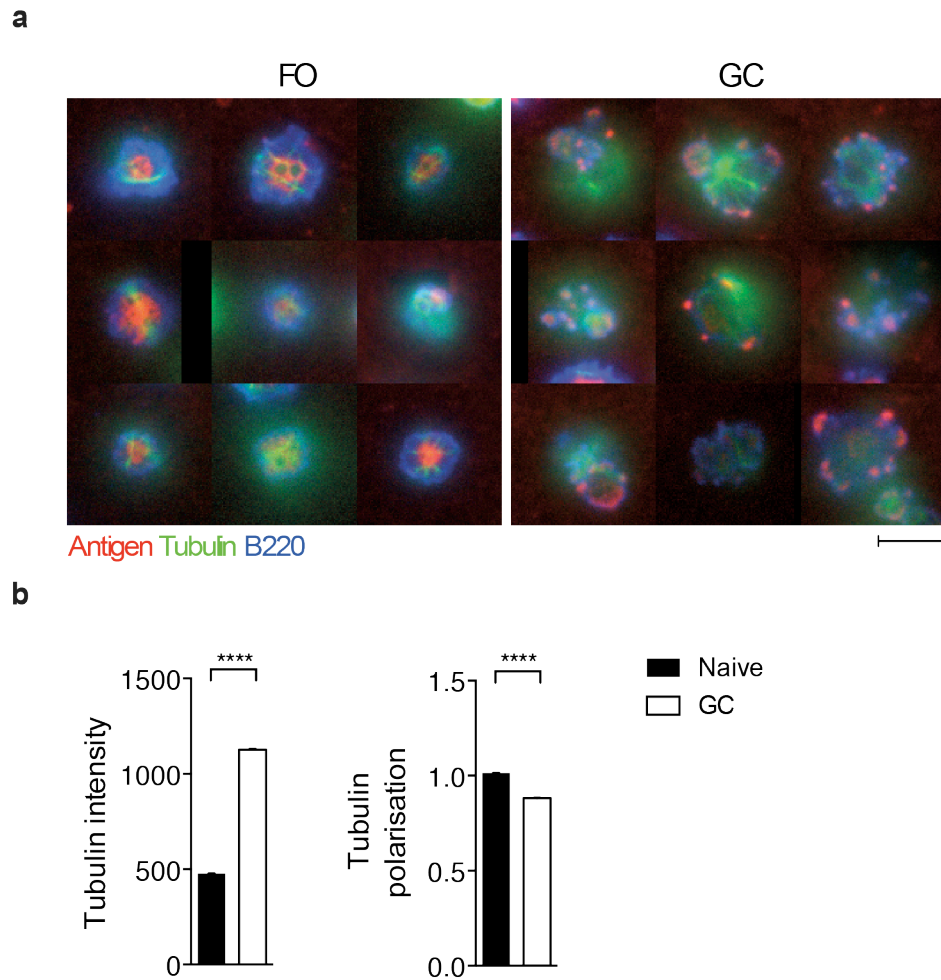 a
FO GC
Antigen Tubulin B220
b
**** ****
Naive
GC
1500
1000
500
0
Tubulin intensity
1.5
1.0
0.5
0.0
Tubulin
polarisation